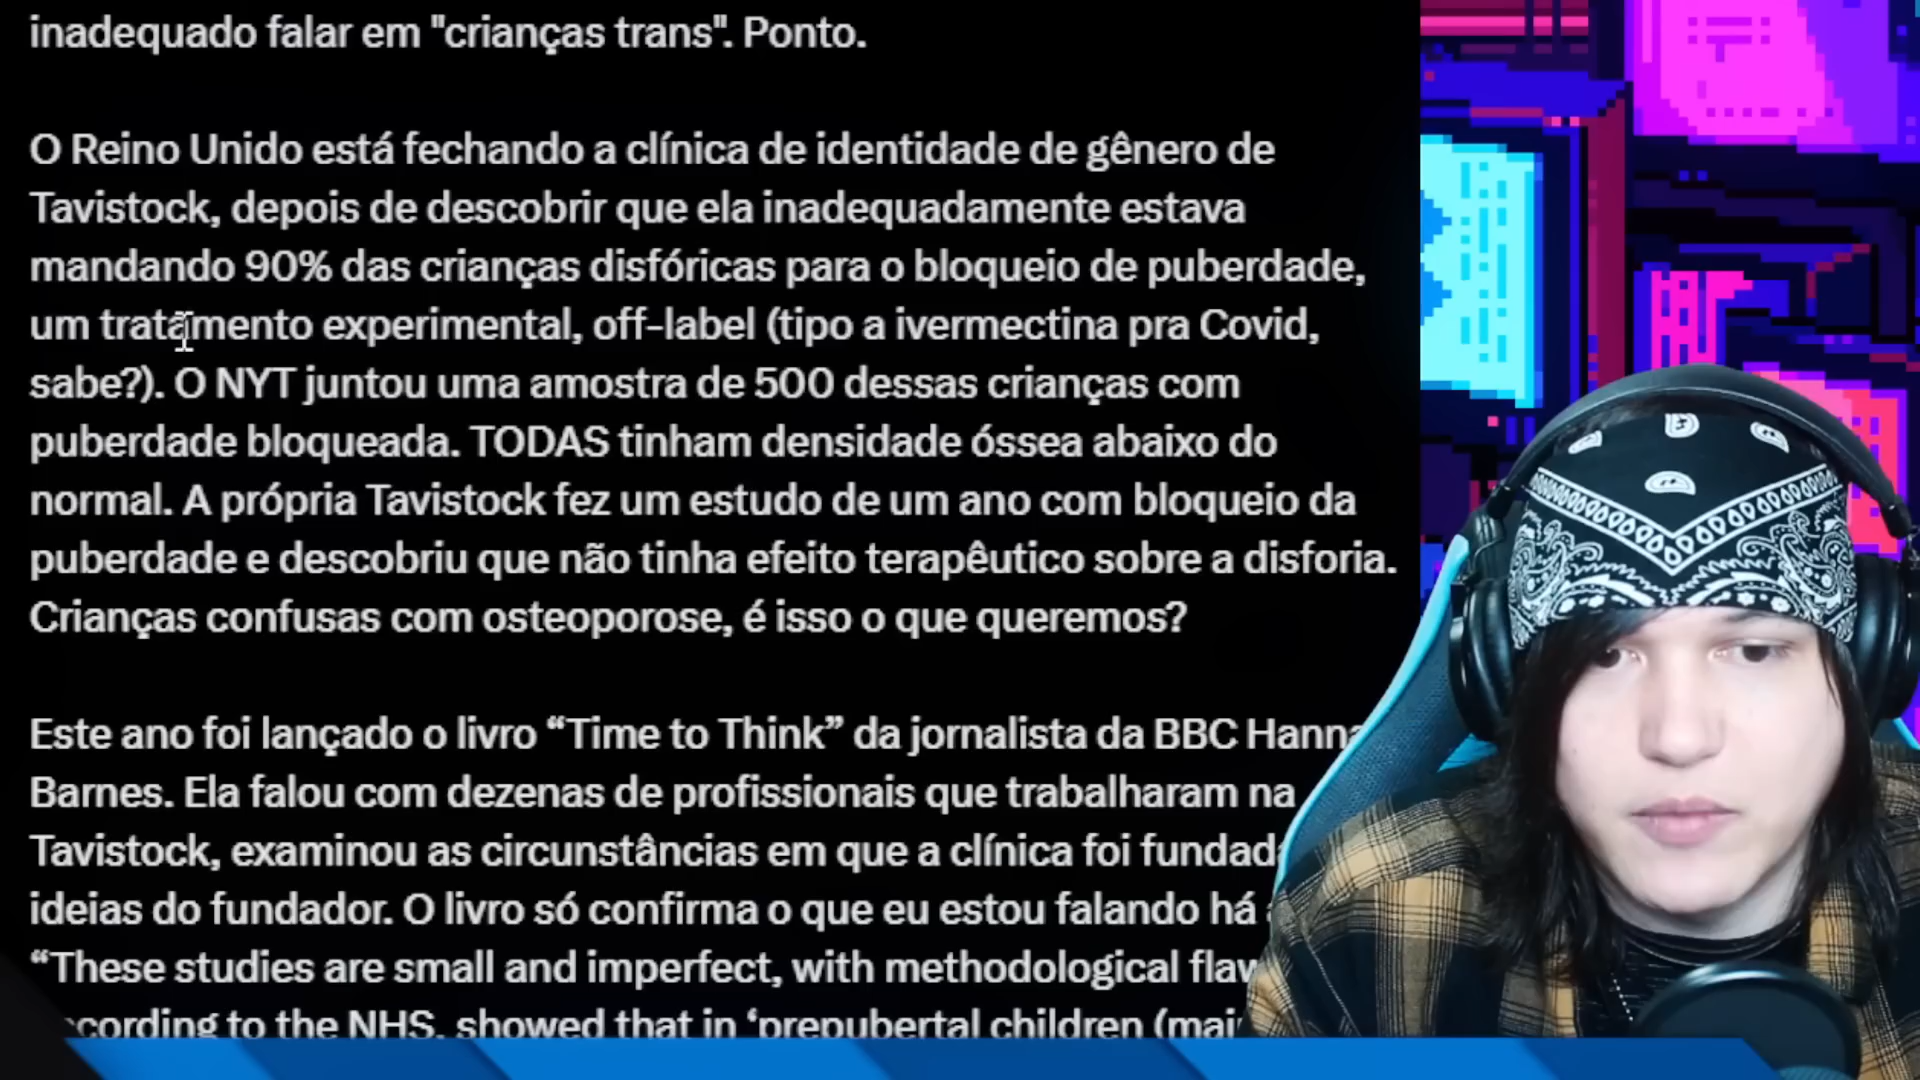 inadequado falar em "crianças trans". Ponto.
O Reino Unido está fechando a clínica de identidade de gênero de
Tavistock, depois de descobrir que ela inadequadamente estava
mandando 90% das crianças disfóricas para o bloqueio de puberdade,
um tratamento experimental, off-label (tipo a ivermectina pra Covid,
sabe?). O NYT juntou uma amostra de 500 dessas crianças com
puberdade bloqueada. TODAS tinham densidade óssea abaixo do
normal. A própria Tavistock fez um estudo de um ano com bloqueio da
puberdade e descobriu que não tinha efeito terapêutico sobre a disforia.
Crianças confusas com osteoporose, é isso o que queremos?
Este ano foi lançado o livro “Time to Think” da jornalista da BBC
Barnes. Ela falou com dezenas de profissionais que trabalharam na
Tavistock, examinou as circunstâncias em que a clínica foi
ideias do fundador. O livro só confirma o que eu estou falando há
“These studies are small and imperfect, with methodological
to the NHS, showed that in ‘prepubertal children